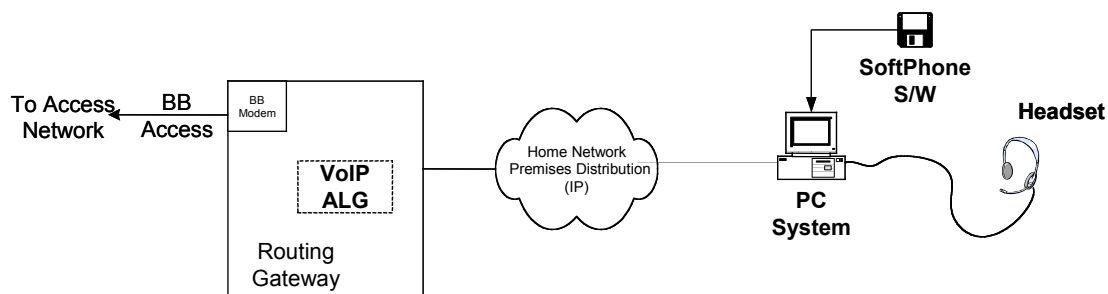 To Access
Network
BB
Access
BB
Modem
VoIP
ALG
Routing
Gateway
Home Network
Premises Distribution
(IP)
SoftPhone
S/W
PC
System
Headset